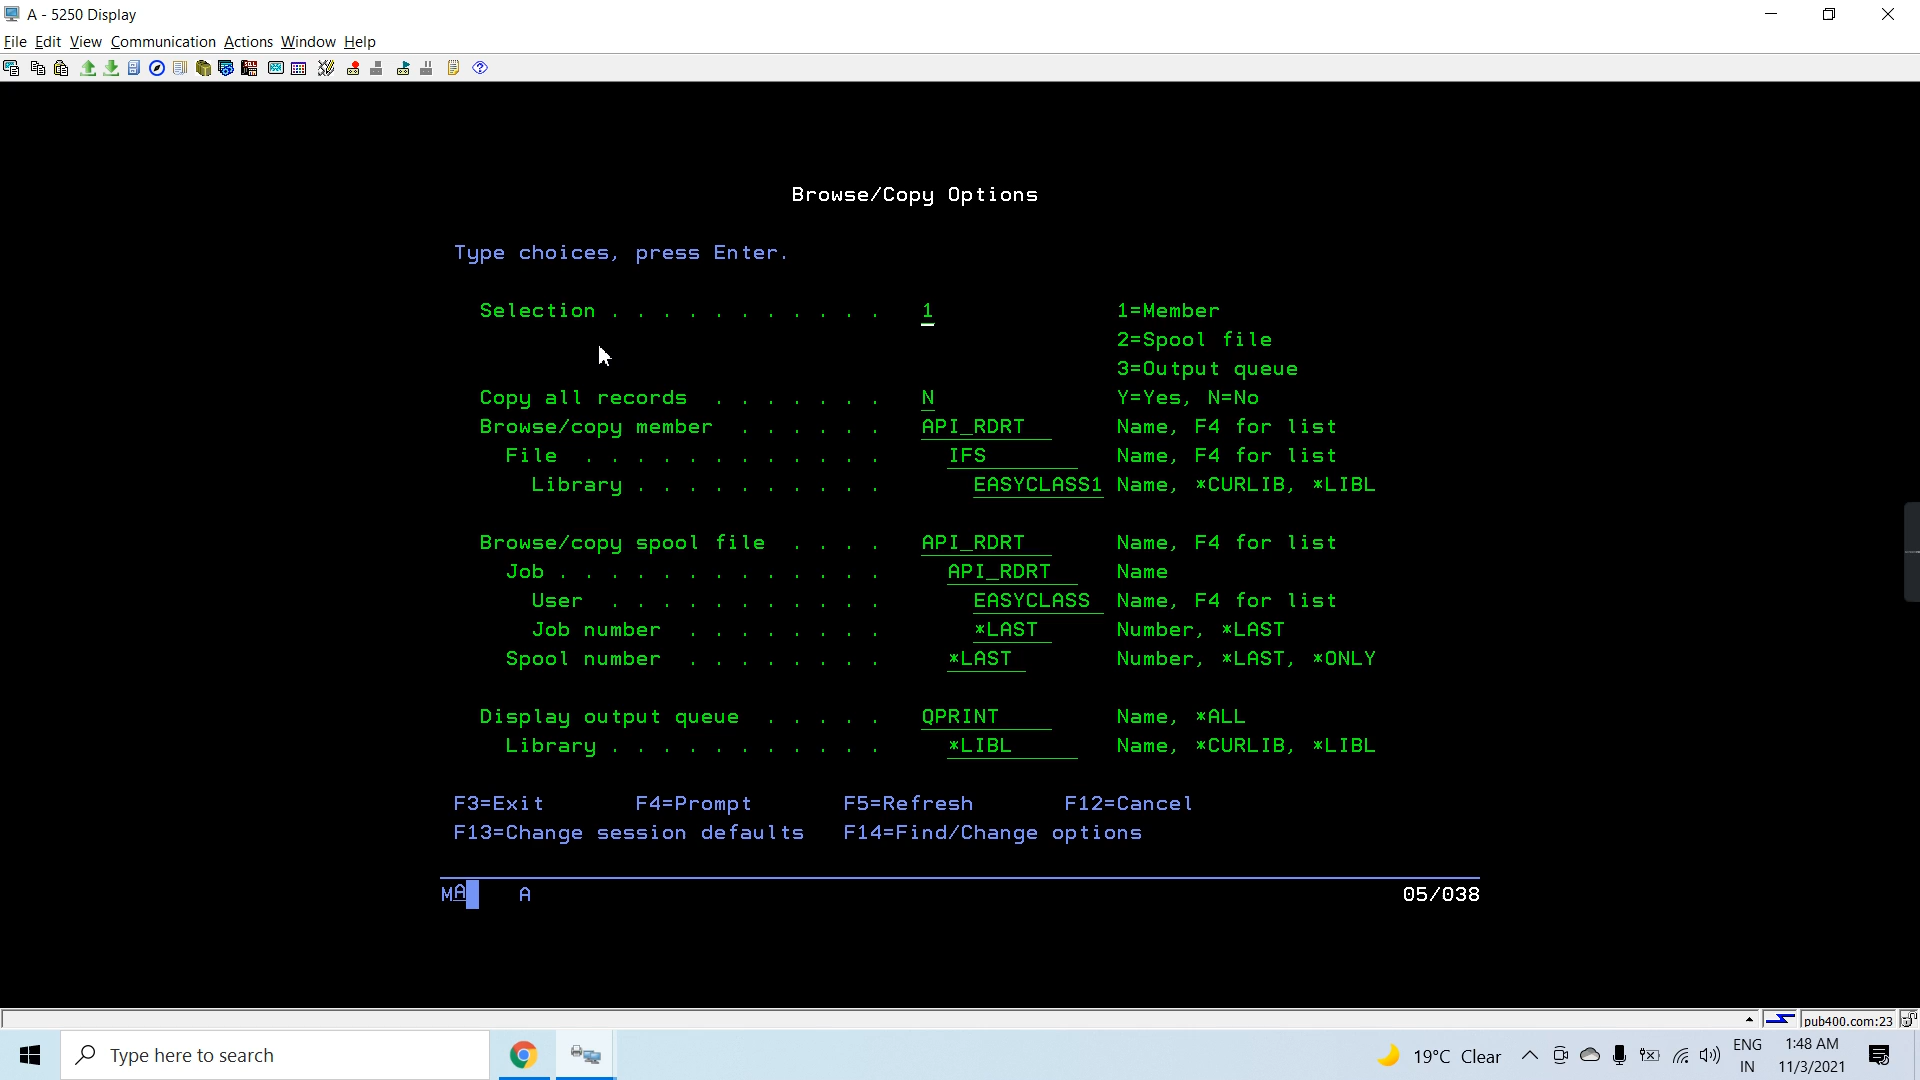 A - 5250 Display
File Edit View Communication Actions Window Help
Browse/Copy Options
Type choices, press Enter.
Selection . . . . . . . . . . . 1 1=Member
2=Spool file
3=Output queue
Copy all records . . . . . . . N Y=Yes, N=No
Browse/copy member . . . . . . API_RDRT Name, F4 for list
File . . . . . . . . . . . . IFS Name, F4 for list
Library . . . . . . . . . . EASYCLASS1 Name, *CURLIB, *LIBL
Browse/copy spool file . . . . API_RDRT Name, F4 for list
Job . . . . . . . . . . . . . API_RDRT Name
User . . . . . . . . . . . EASYCLASS Name, F4 for list
Job number . . . . . . . . *LAST Number, *LAST
Spool number . . . . . . . . *LAST Number, *LAST, *ONLY
Display output queue . . . . . QPRINT Name, *ALL
Library . . . . . . . . . . . *LIBL Name, *CURLIB, *LIBL
F3=Exit F4=Prompt F5=Refresh F12=Cancel
F13=Change session defaults F14=Find/Change options
MA A 05/038
pub400.com:23
Type here to search 19°C Clear ENG 1:48 AM
IN 11/3/2021